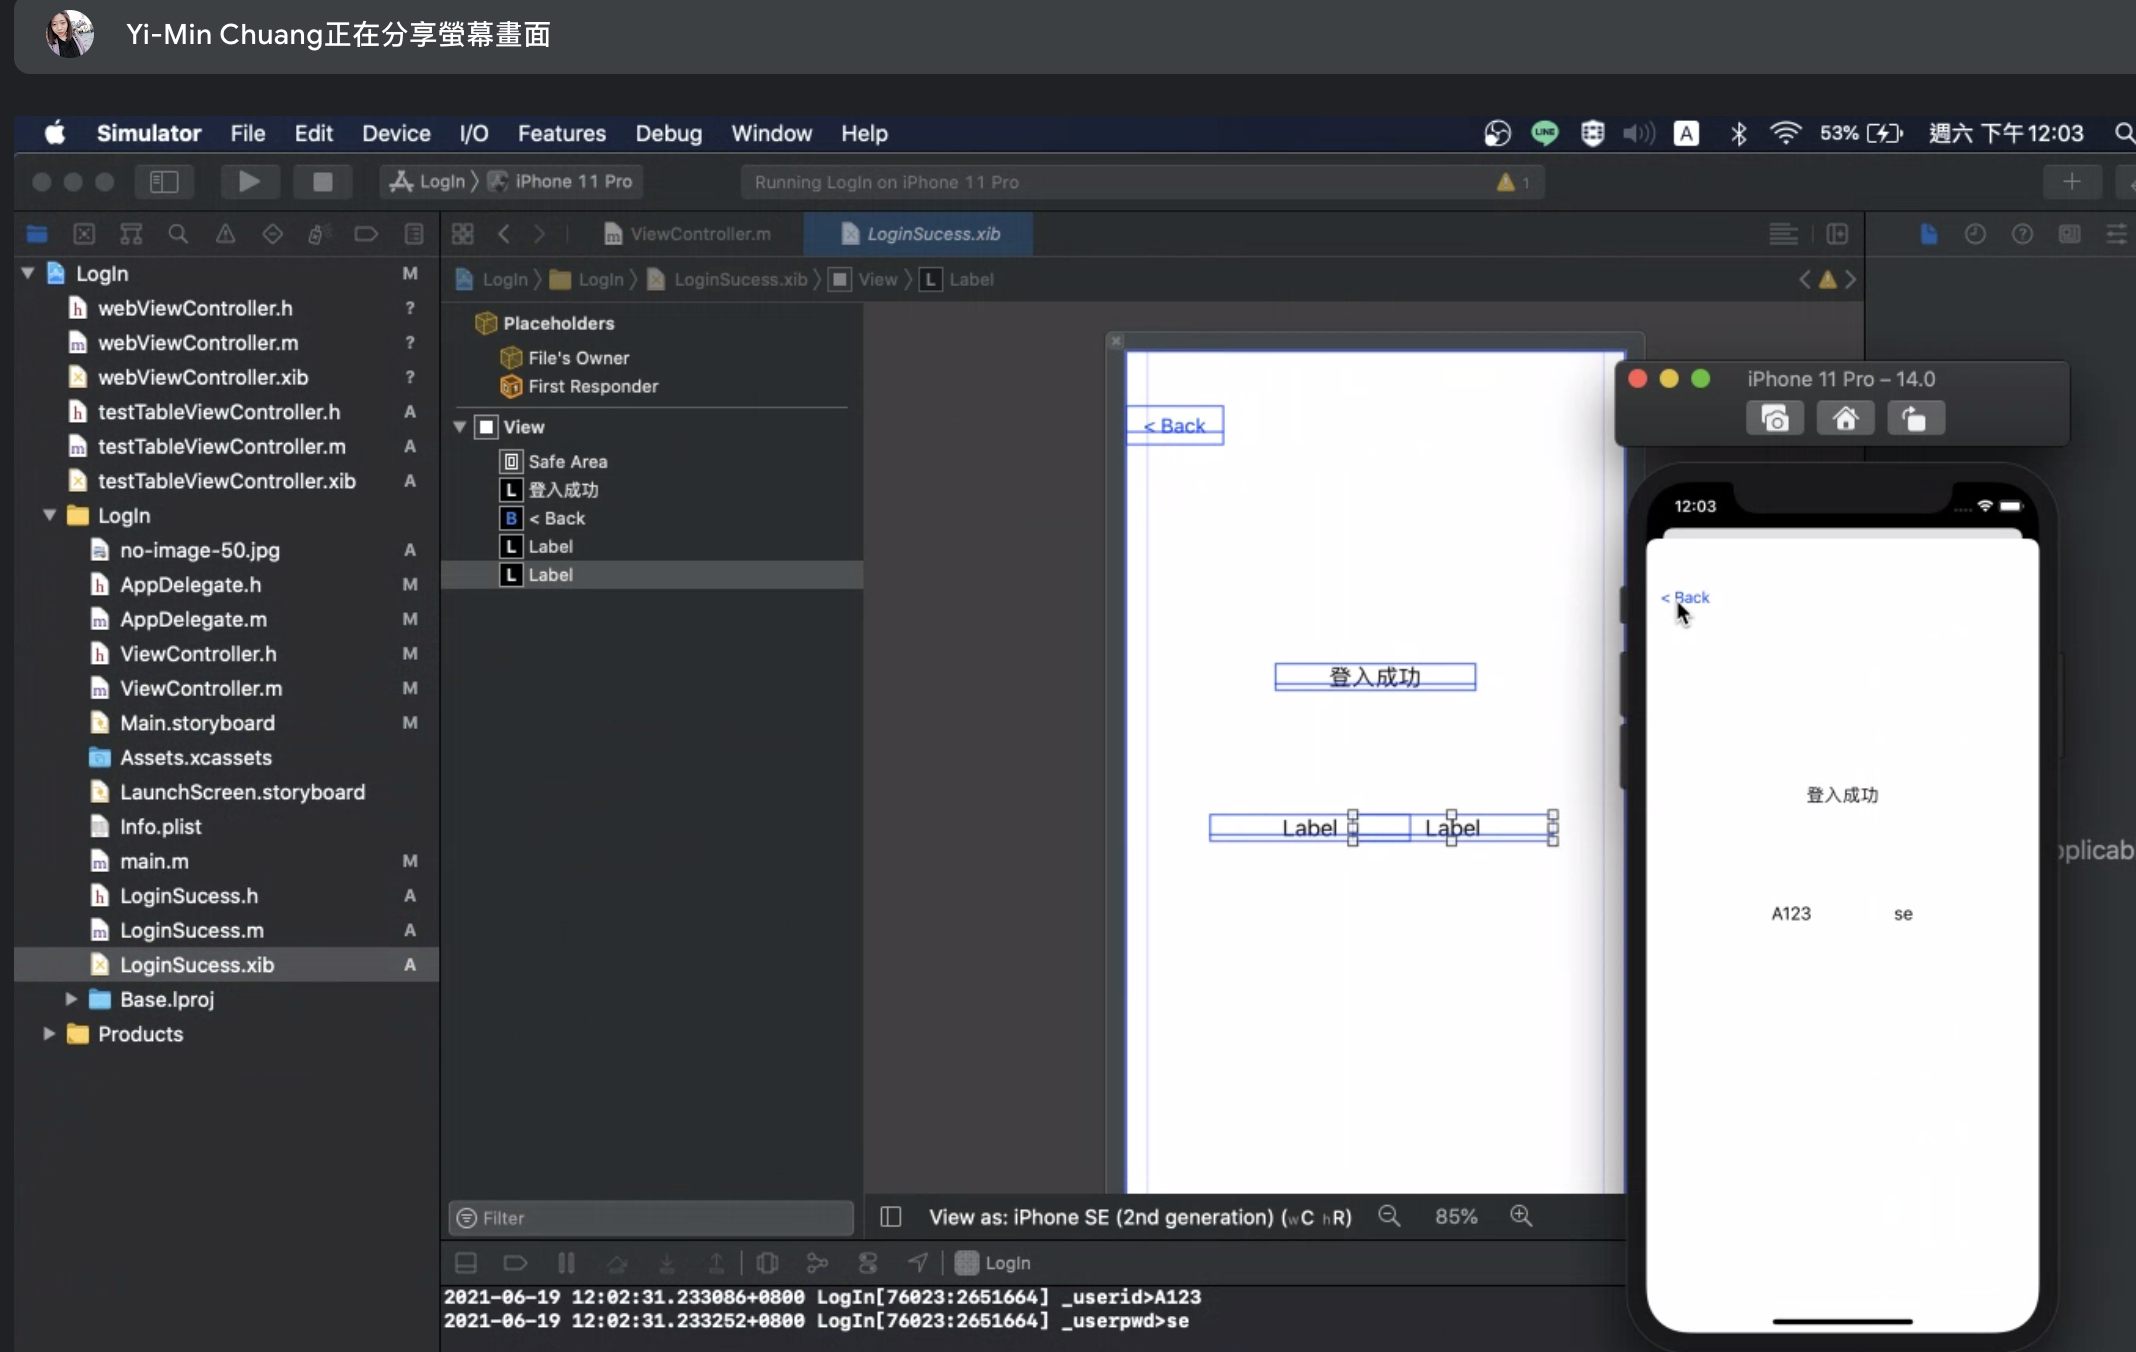 Yi-Min Chuang正在分享螢幕畫面
Simulator File Edit Device I/O Features Debug Window Help
LINE A 53% 週六 下午12:03
LogIn iPhone 11 Pro
Running LogIn on iPhone 11 Pro
1
ViewController.m
LoginSucess.xib
LogIn M
webViewController.h ?
webViewController.m ?
webViewController.xib ?
testTableViewController.h A
testTableViewController.m A
testTableViewController.xib A
LogIn
no-image-50.jpg A
AppDelegate.h M
AppDelegate.m M
ViewController.h M
ViewController.m M
Main.storyboard M
Assets.xcassets
LaunchScreen.storyboard
Info.plist
main.m M
LoginSucess.h A
LoginSucess.m A
LoginSucess.xib A
Base.lproj
Products
LogIn LogIn LoginSucess.xib View L Label
Placeholders
File's Owner
First Responder
View
Safe Area
L 登入成功
B < Back
L Label
L Label
Filter
< Back
登入成功
Label Label
View as: iPhone SE (2nd generation) (wC hR) 85%
LogIn
2021-06-19 12:02:31.233086+0800 LogIn[76023:2651664] _userid>A123
2021-06-19 12:02:31.233252+0800 LogIn[76023:2651664] _userpwd>se
iPhone 11 Pro – 14.0
12:03
< Back
登入成功
A123 se
plicab